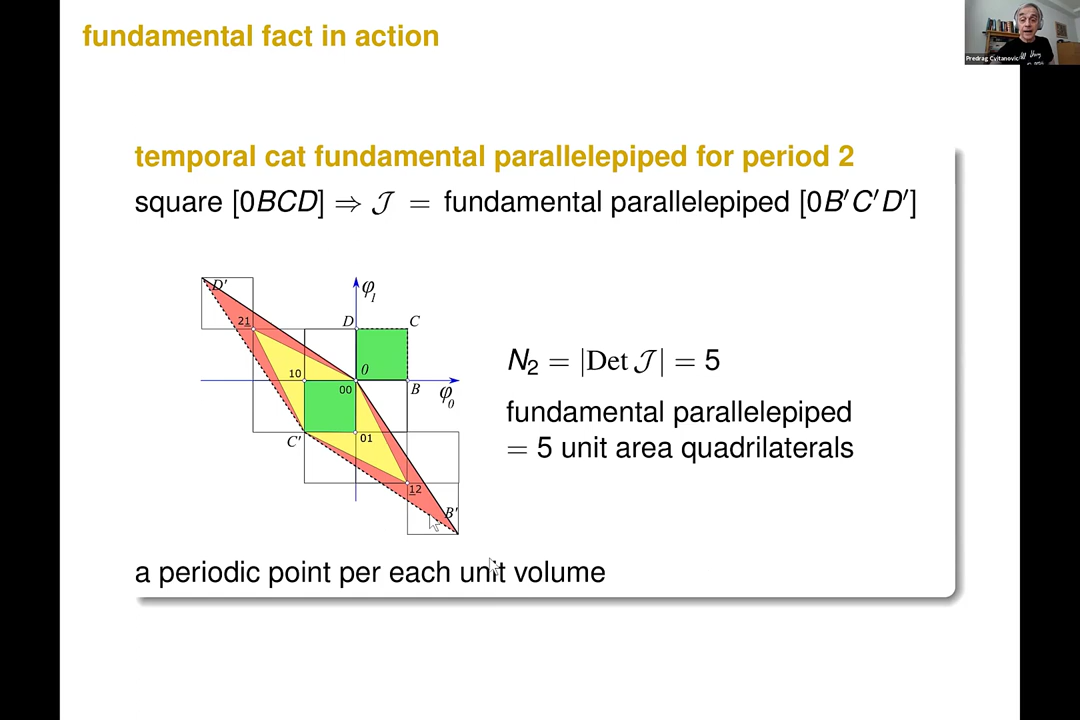 fundamental fact in action
Predrag Cvitanovic
temporal cat fundamental parallelepiped for period 2
square [0BCD] ⇒ 𝒥 = fundamental parallelepiped [0B′C′D′]
D′
φ1
21
D
C
10
0
00
B
φ0
C′
01
12
B′
N2 = |Det 𝒥| = 5
fundamental parallelepiped
= 5 unit area quadrilaterals
a periodic point per each unit volume